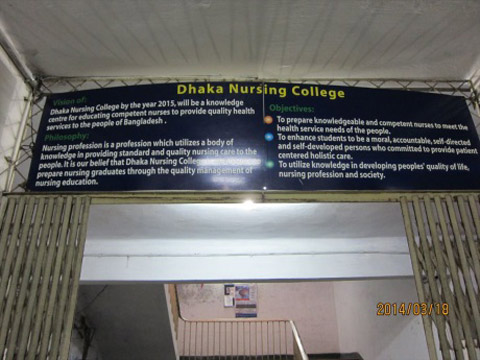 Dhaka Nursing College
Vision of:
Dhaka Nursing College by the year 2015, will be a knowledge
centre for educating competent nurses to provide quality health
services to the people of Bangladesh .
Philosophy:
Nursing profession is a profession which utilizes a body of
knowledge in providing standard and quality nursing care to the
people. It is our belief that Dhaka Nursing College
prepare nursing graduates through the quality management of
nursing education.
Objectives:
To prepare knowledgeable and competent nurses to meet the
health service needs of the people.
To enhance students to be a moral, accountable, self-directed
and self-developed persons who committed to provide patient
centered holistic care.
To utilize knowledge in developing peoples' quality of life,
nursing profession and society.
2014/03/18